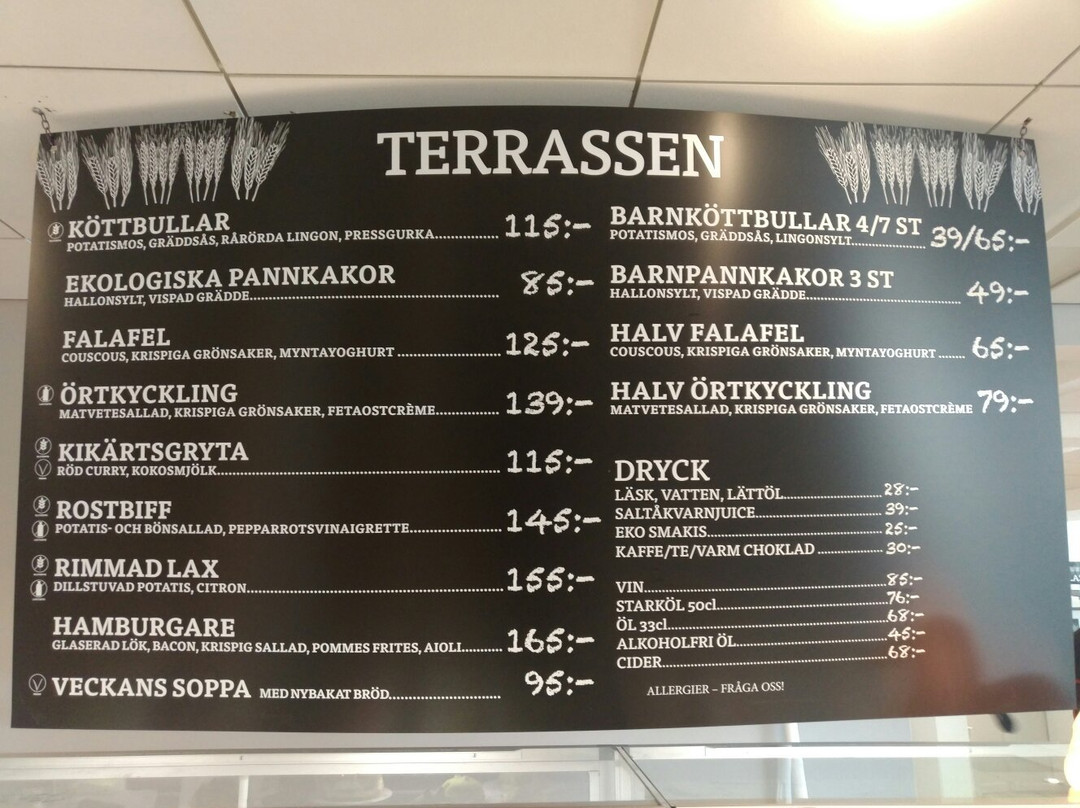 TERRASSEN
KÖTTBULLAR
POTATISMOS, GRÄDDSÅS, RÅRÖRDA LINGON, PRESSGURKA 115:-
EKOLOGISKA PANNKAKOR
HALLONSYLT, VISPAD GRÄDDE 85:-
FALAFEL
COUSCOUS, KRISPIGA GRÖNSAKER, MYNTAYOGHURT 125:-
ÖRTKYCKLING
MATVETESALLAD, KRISPIGA GRÖNSAKER, FETAOSTCRÈME 139:-
KIKÄRTSGRYTA
RÖD CURRY, KOKOSMJÖLK 115:-
ROSTBIFF
POTATIS- OCH BÖNSALLAD, PEPPARROTSVINAIGRETTE 145:-
RIMMAD LAX
DILLSTUVAD POTATIS, CITRON 155:-
HAMBURGARE
GLASERAD LÖK, BACON, KRISPIG SALLAD, POMMES FRITES, AIOLI 165:-
VECKANS SOPPA MED NYBAKAT BRÖD 95:-
BARNKÖTTBULLAR 4/7 ST
POTATISMOS, GRÄDDSÅS, LINGONSYLT 39/65:-
BARNPANNKAKOR 3 ST
HALLONSYLT, VISPAD GRÄDDE 49:-
HALV FALAFEL
COUSCOUS, KRISPIGA GRÖNSAKER, MYNTAYOGHURT 65:-
HALV ÖRTKYCKLING
MATVETESALLAD, KRISPIGA GRÖNSAKER, FETAOSTCRÈME 79:-
DRYCK
LÄSK, VATTEN, LÄTTÖL 28:-
SALTÅKVARNJUICE 39:-
EKO SMAKIS 25:-
KAFFE/TE/VARM CHOKLAD 30:-
VIN 85:-
STARKÖL 50cl 76:-
ÖL 33cl 68:-
ALKOHOLFRI ÖL 45:-
CIDER 68:-
ALLERGIER – FRÅGA OSS!